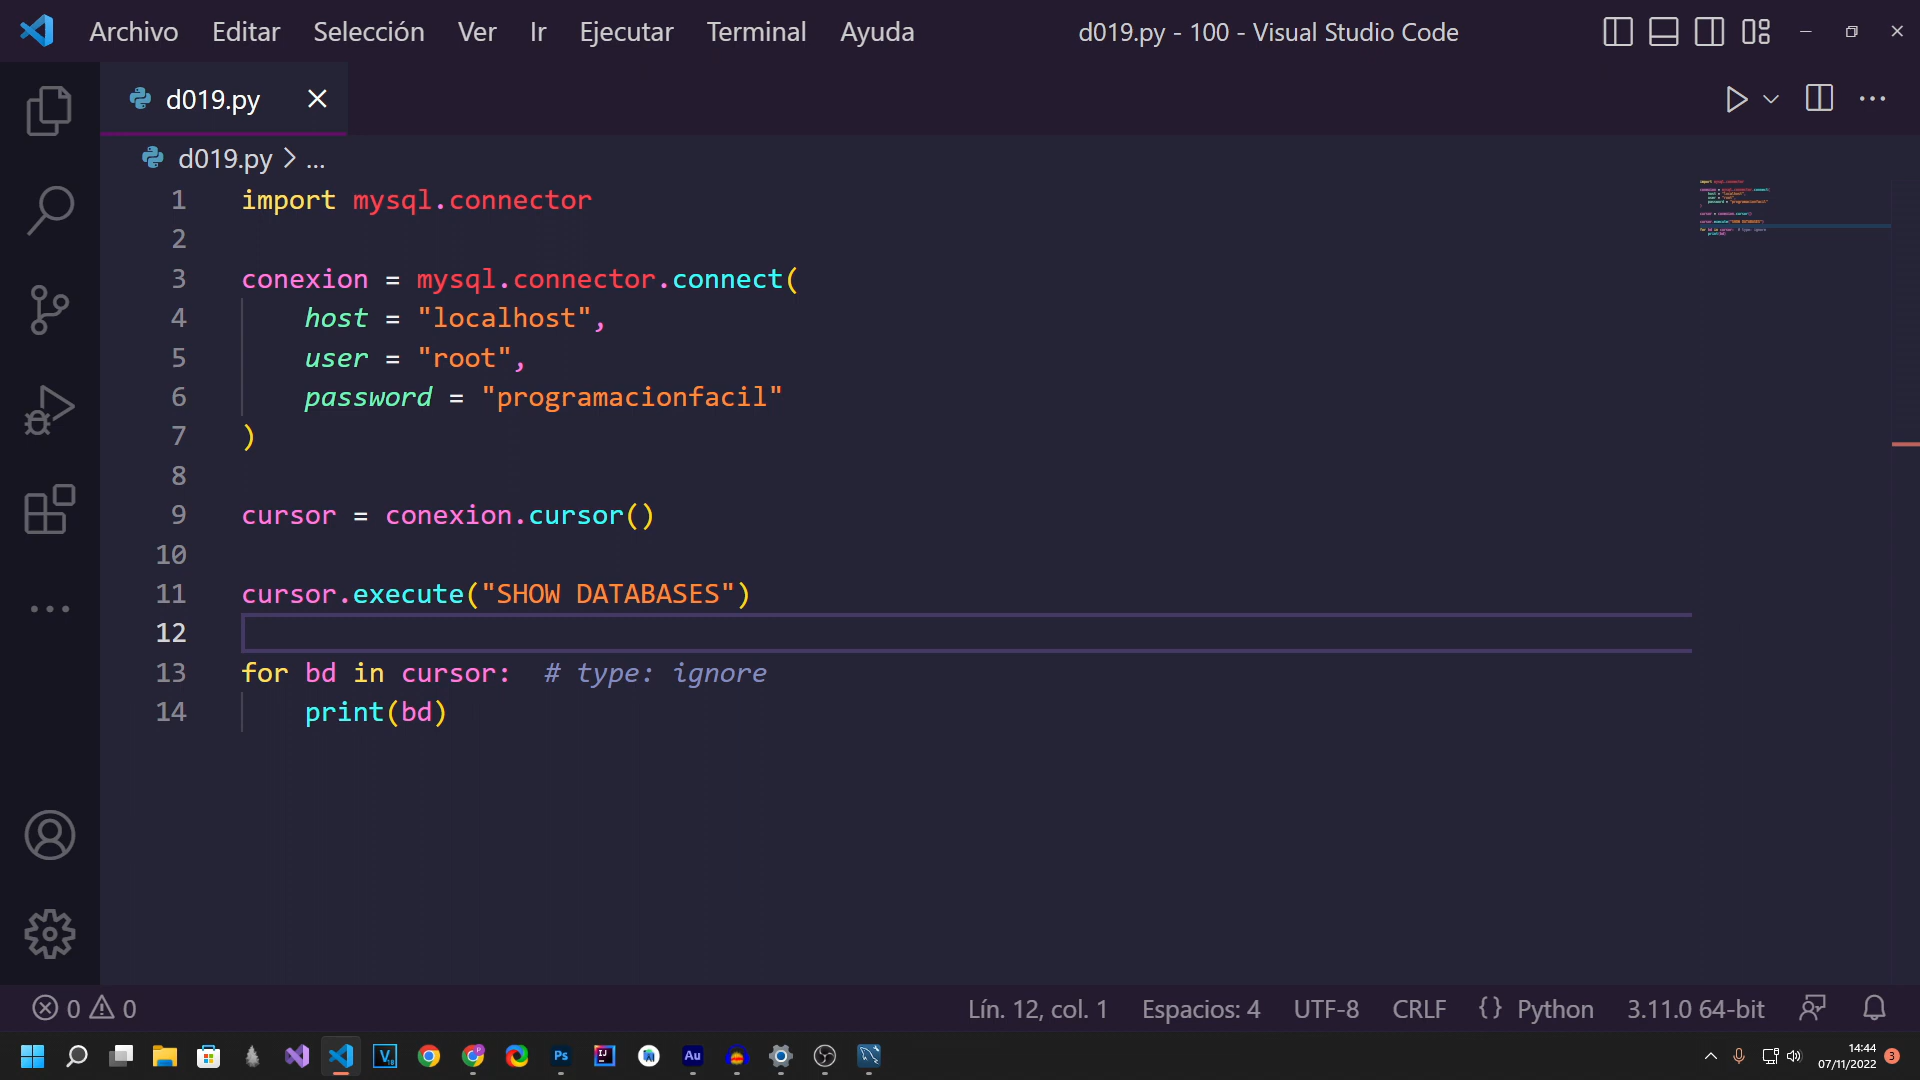 Archivo Editar Selección Ver Ir Ejecutar Terminal Ayuda d019.py - 100 - Visual Studio Code
d019.py
d019.py > ...
1 import mysql.connector
2
3 conexion = mysql.connector.connect(
4     host = "localhost",
5     user = "root",
6     password = "programacionfacil"
7 )
8
9 cursor = conexion.cursor()
10
11 cursor.execute("SHOW DATABASES")
12
13 for bd in cursor:  # type: ignore
14     print(bd)
0 0 Lín. 12, col. 1 Espacios: 4 UTF-8 CRLF {} Python 3.11.0 64-bit
Ps Au
14:44
07/11/2022 3